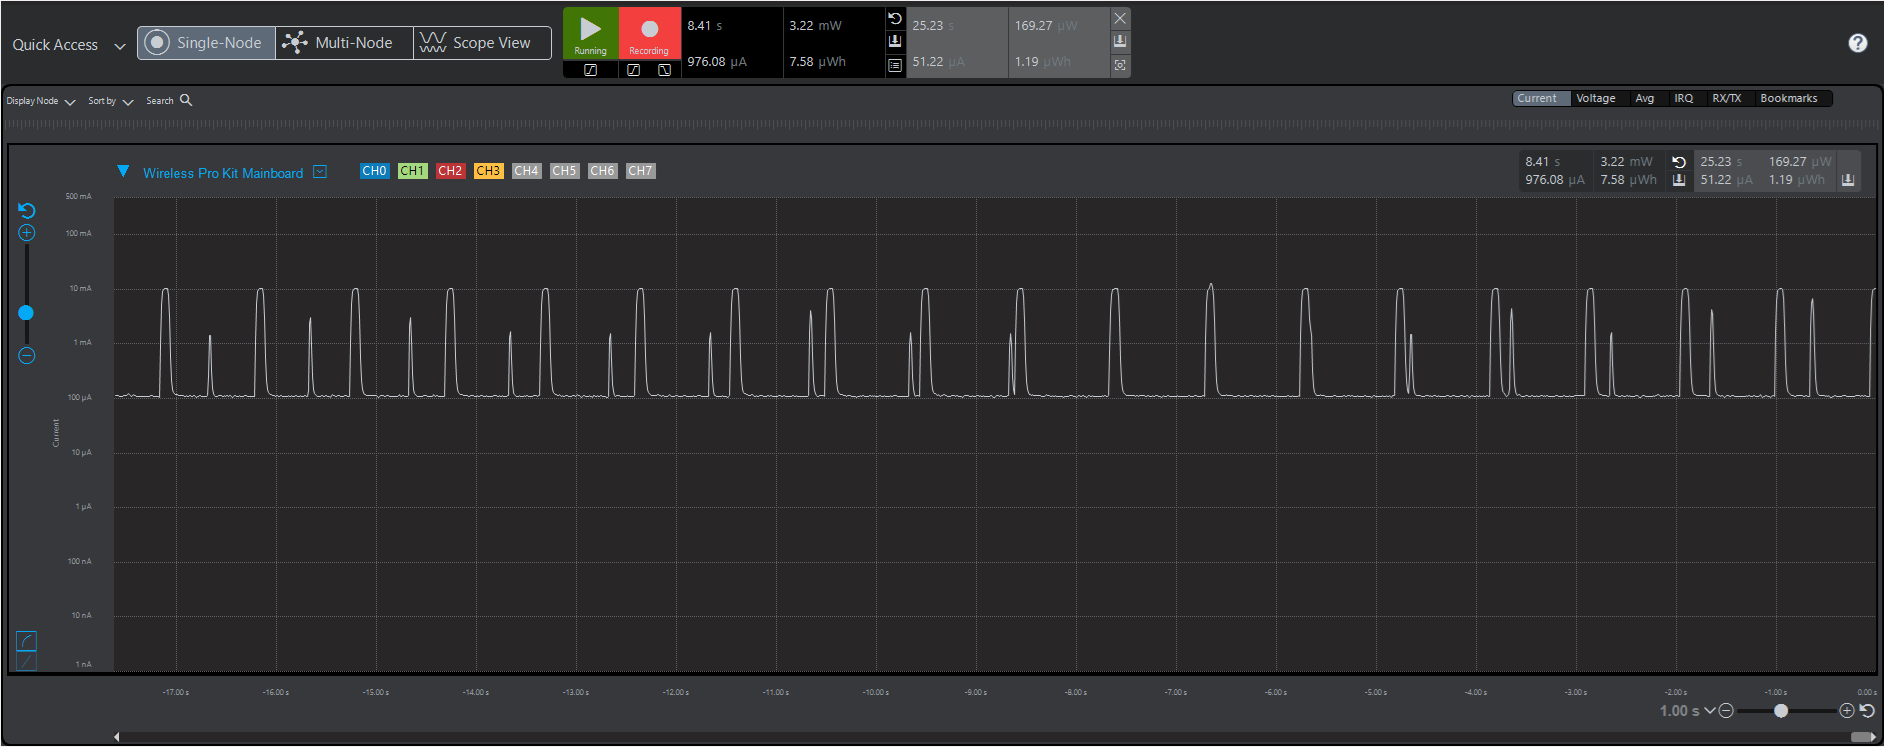 Quick Access
Single-Node
Multi-Node
Scope View
Running
Recording
8.41 s
3.22 mW
976.08 µA
7.58 µWh
25.23 s
169.27 µW
51.22 µA
1.19 µWh
Display Node
Sort by
Search
Current
Voltage
Avg
IRQ
RX/TX
Bookmarks
Wireless Pro Kit Mainboard
CH0
CH1
CH2
CH3
CH4
CH5
CH6
CH7
8.41 s
3.22 mW
25.23 s
169.27 µW
976.08 µA
7.58 µWh
51.22 µA
1.19 µWh
500 mA
100 mA
10 mA
1 mA
100 µA
Current
10 µA
1 µA
100 nA
10 nA
1 nA
-17.00 s
-16.00 s
-15.00 s
-14.00 s
-13.00 s
-12.00 s
-11.00 s
-10.00 s
-9.00 s
-8.00 s
-7.00 s
-6.00 s
-5.00 s
-4.00 s
-3.00 s
-2.00 s
-1.00 s
0.00 s
1.00 s